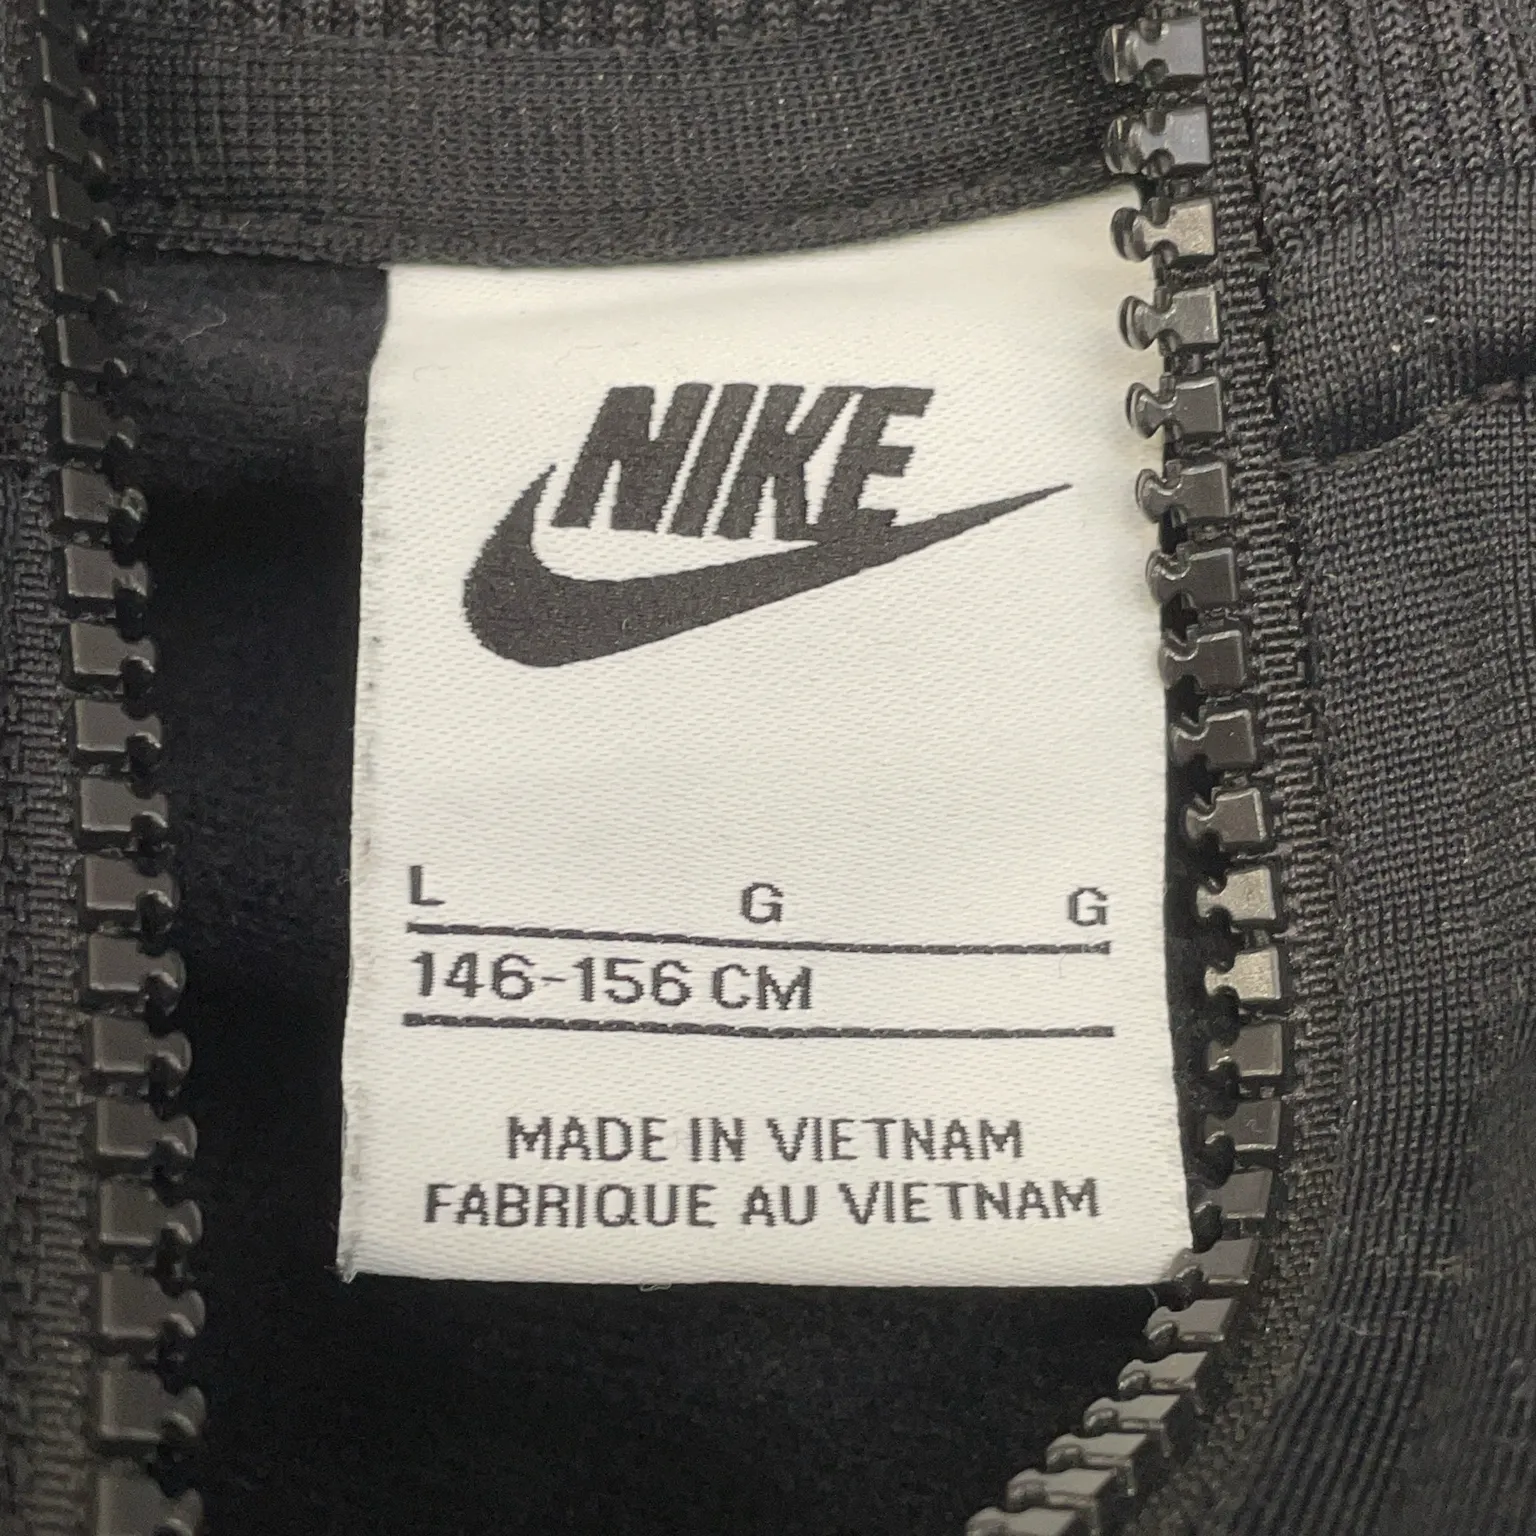 NIKE
L G G
146-156 CM
MADE IN VIETNAM
FABRIQUE AU VIETNAM